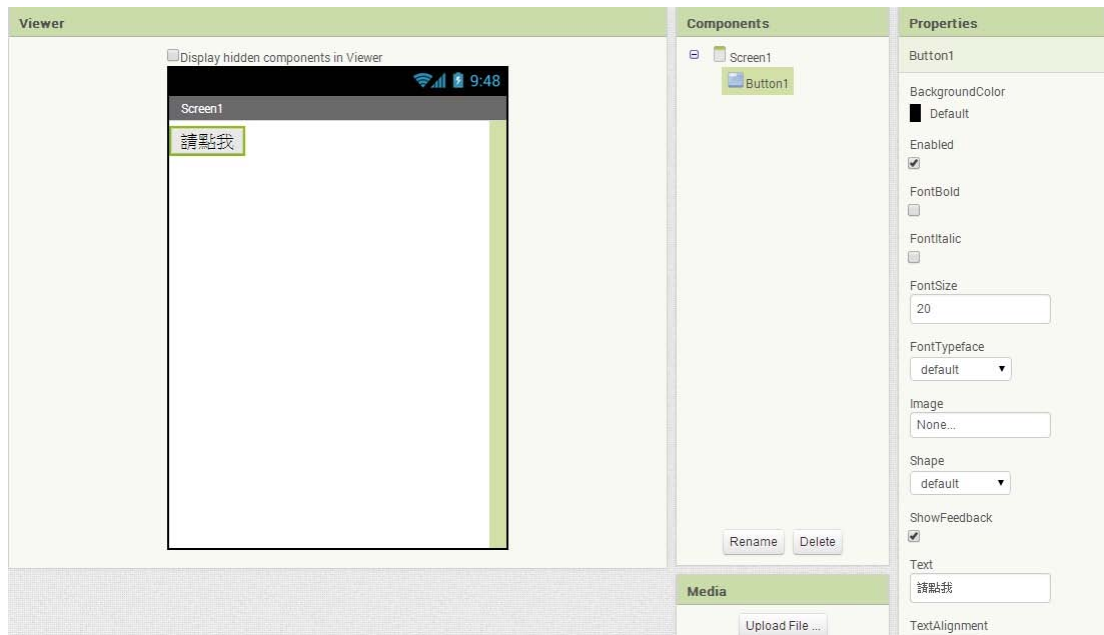 Viewer
Display hidden components in Viewer
9:48
Screen1
請點我
Components
Screen1
Button1
Rename
Delete
Media
Upload File ...
Properties
Button1
BackgroundColor
Default
Enabled
FontBold
FontItalic
FontSize
20
FontTypeface
default
Image
None...
Shape
default
ShowFeedback
Text
請點我
TextAlignment